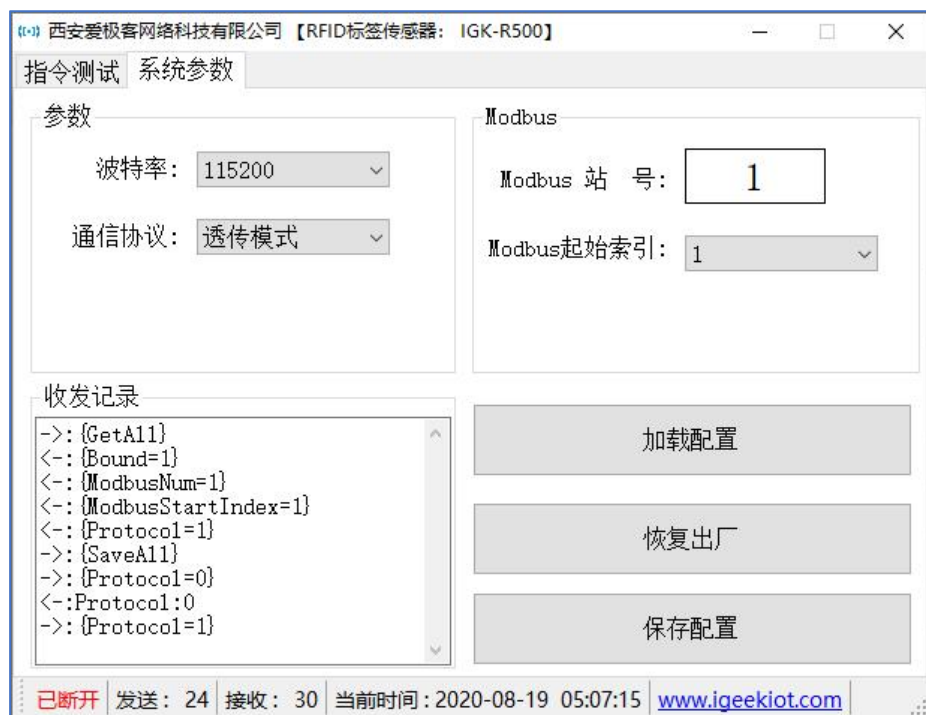 西安爱极客网络科技有限公司 【RFID标签传感器: IGK-R500】
指令测试 系统参数
参数
波特率: 115200
通信协议: 透传模式
Modbus
Modbus 站 号: 1
Modbus起始索引: 1
收发记录
->:{GetAll}
<-:{Bound=1}
<-:{ModbusNum=1}
<-:{ModbusStartIndex=1}
<-:{Protocol=1}
->:{SaveAll}
->:{Protocol=0}
<-:Protocol:0
->:{Protocol=1}
加载配置
恢复出厂
保存配置
已断开 发送: 24 接收: 30 当前时间:2020-08-19 05:07:15 www.igeekiot.com